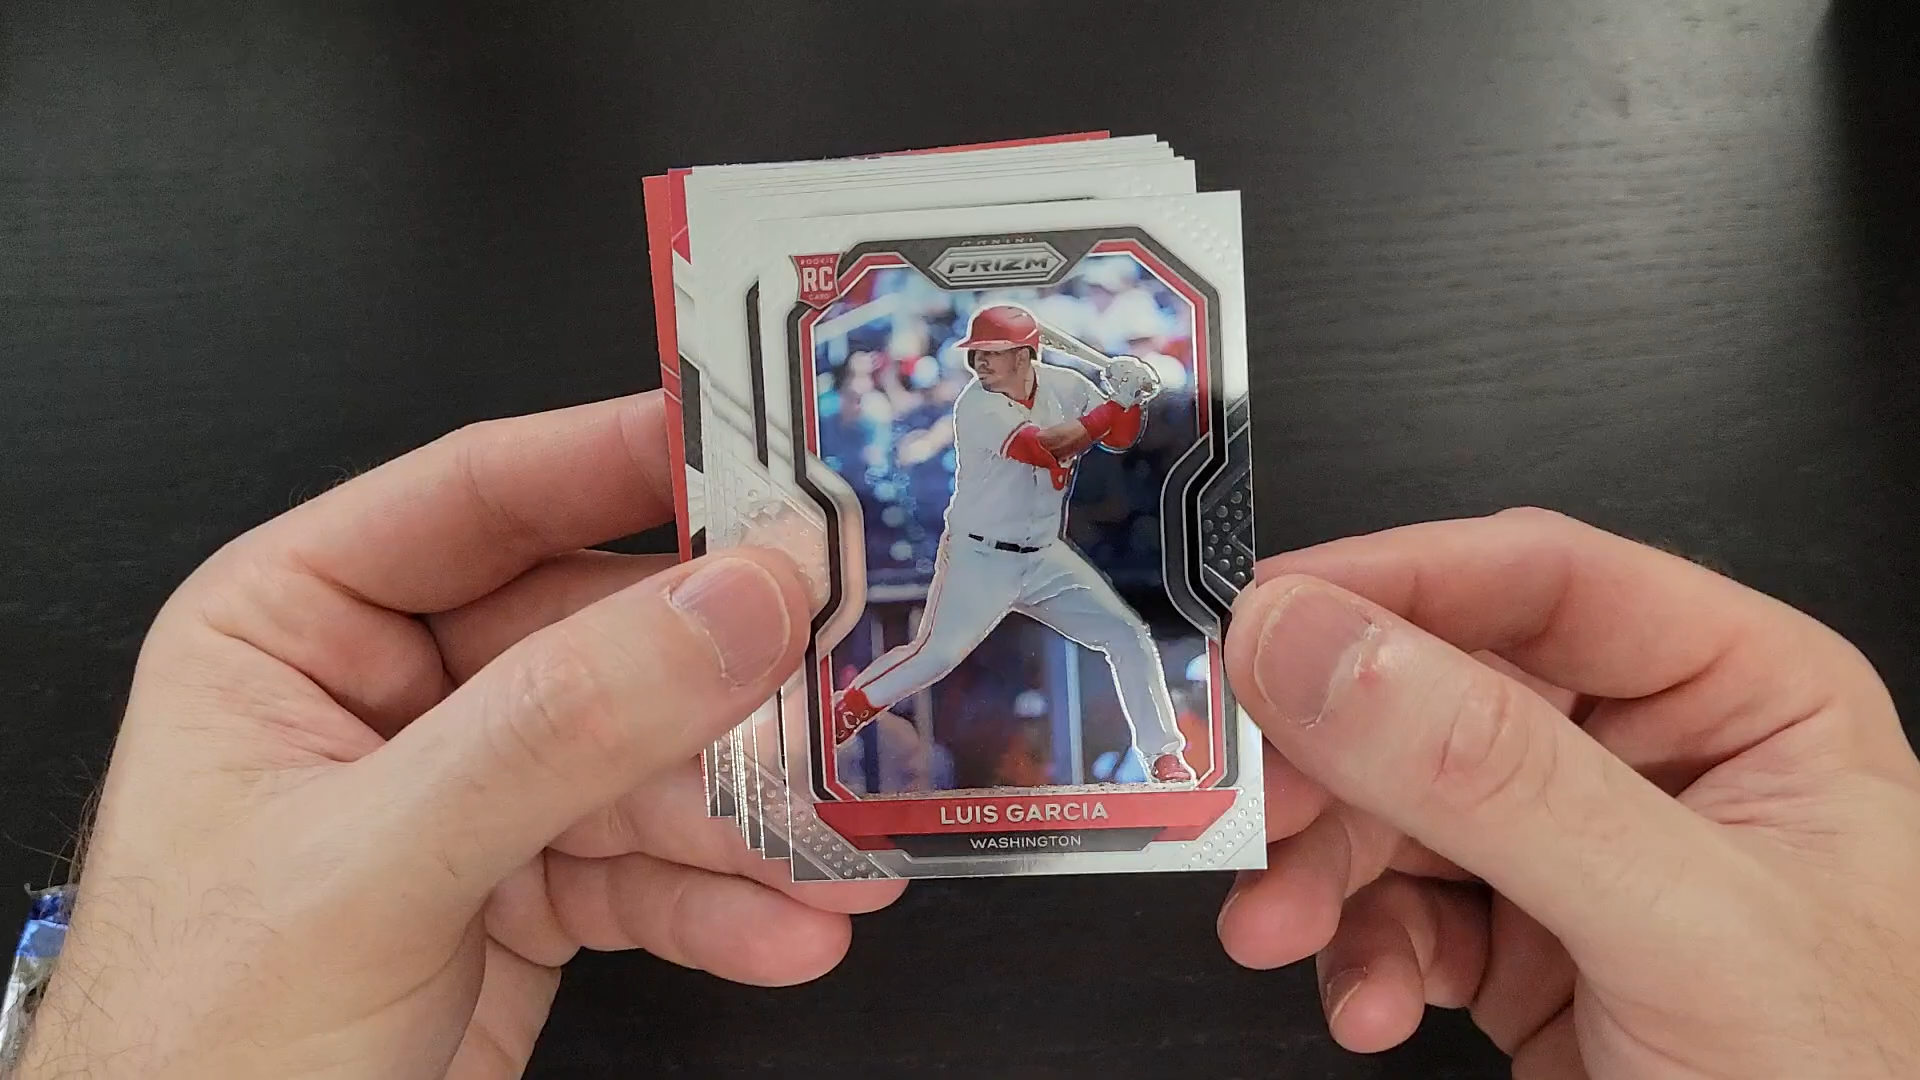 PANINI
PRIZM
ROOKIE
RC
CARD
LUIS GARCIA
WASHINGTON